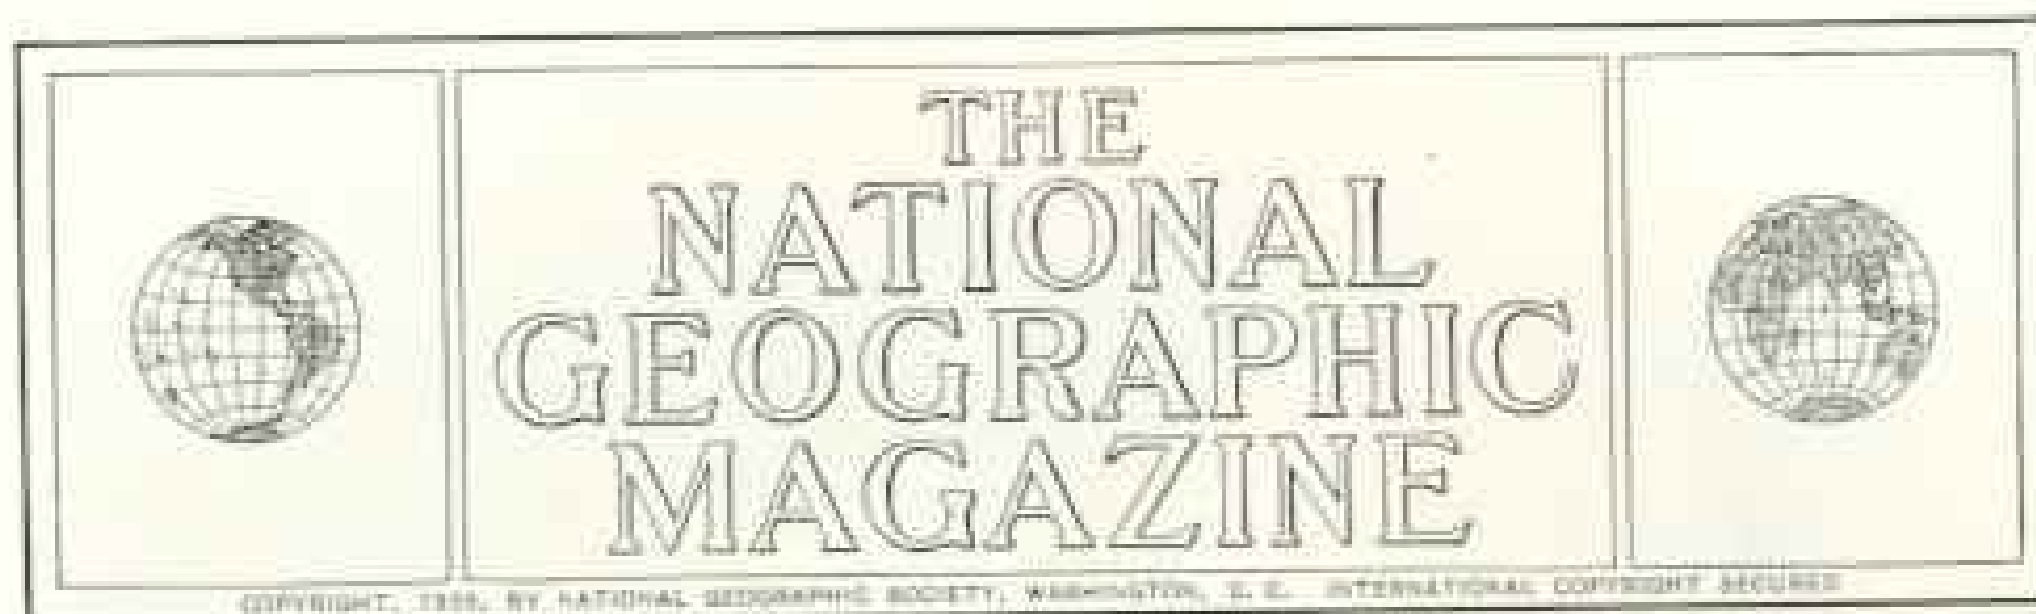 THE
NATIONAL
GEOGRAPHIC
MAGAZINE
COPYRIGHT, BY NATIONAL GEOGRAPHIC SOCIETY, WASHINGTON, D. C. INTERNATIONAL COPYRIGHT SECURED